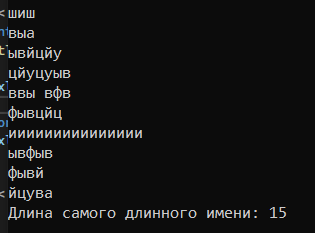 шиш
выа
ывйцйу
цйуцуыв
ввы вфв
фывцйц
иииииииииииииии
ывфыв
фывй
йцува
Длина самого длинного имени: 15